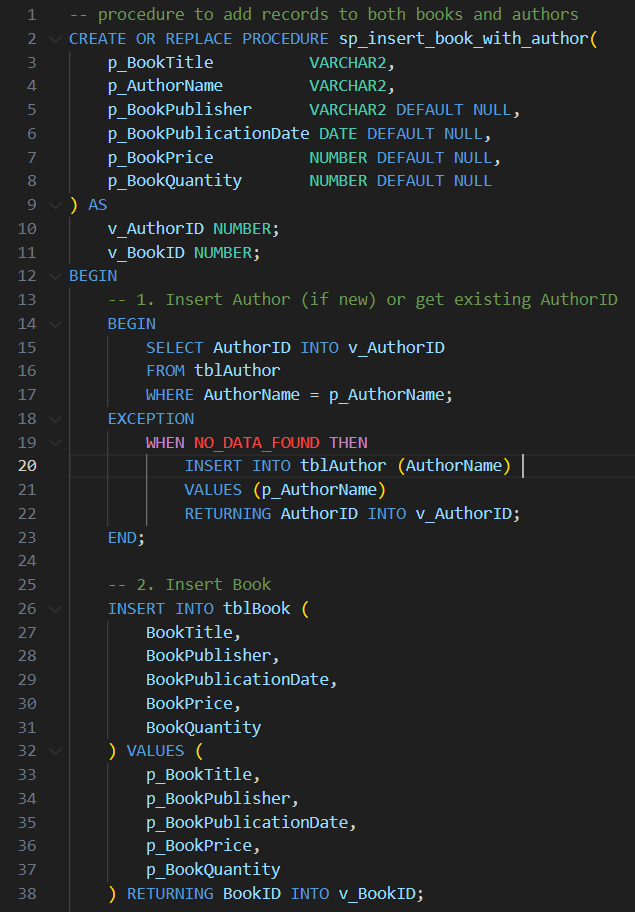 1 -- procedure to add records to both books and authors
2 CREATE OR REPLACE PROCEDURE sp_insert_book_with_author(
3     p_BookTitle          VARCHAR2,
4     p_AuthorName         VARCHAR2,
5     p_BookPublisher      VARCHAR2 DEFAULT NULL,
6     p_BookPublicationDate DATE DEFAULT NULL,
7     p_BookPrice          NUMBER DEFAULT NULL,
8     p_BookQuantity       NUMBER DEFAULT NULL
9 ) AS
10     v_AuthorID NUMBER;
11     v_BookID NUMBER;
12 BEGIN
13     -- 1. Insert Author (if new) or get existing AuthorID
14     BEGIN
15         SELECT AuthorID INTO v_AuthorID
16         FROM tblAuthor
17         WHERE AuthorName = p_AuthorName;
18     EXCEPTION
19         WHEN NO_DATA_FOUND THEN
20             INSERT INTO tblAuthor (AuthorName)
21             VALUES (p_AuthorName)
22             RETURNING AuthorID INTO v_AuthorID;
23     END;
24
25     -- 2. Insert Book
26     INSERT INTO tblBook (
27         BookTitle,
28         BookPublisher,
29         BookPublicationDate,
30         BookPrice,
31         BookQuantity
32     ) VALUES (
33         p_BookTitle,
34         p_BookPublisher,
35         p_BookPublicationDate,
36         p_BookPrice,
37         p_BookQuantity
38     ) RETURNING BookID INTO v_BookID;